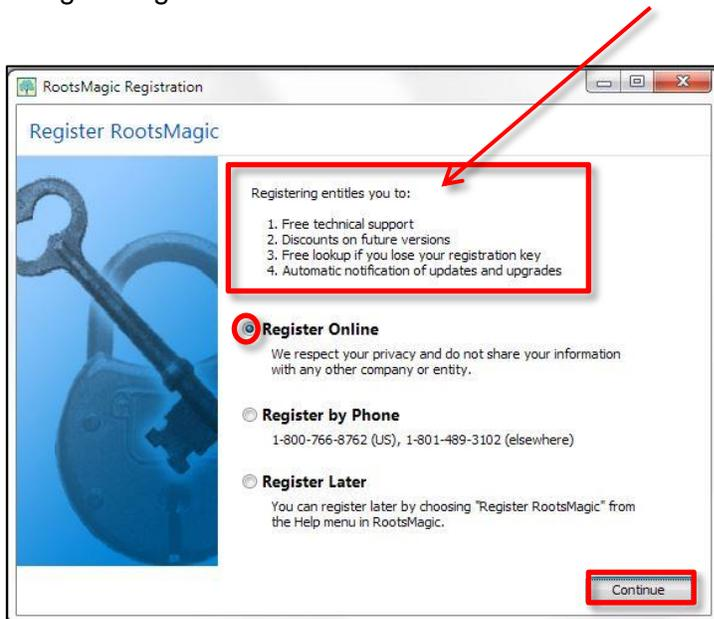 RootsMagic Registration
Register RootsMagic
Registering entitles you to:
1. Free technical support
2. Discounts on future versions
3. Free lookup if you lose your registration key
4. Automatic notification of updates and upgrades
Register Online
We respect your privacy and do not share your information
with any other company or entity.
Register by Phone
1-800-766-8762 (US), 1-801-489-3102 (elsewhere)
Register Later
You can register later by choosing "Register RootsMagic" from
the Help menu in RootsMagic.
Continue